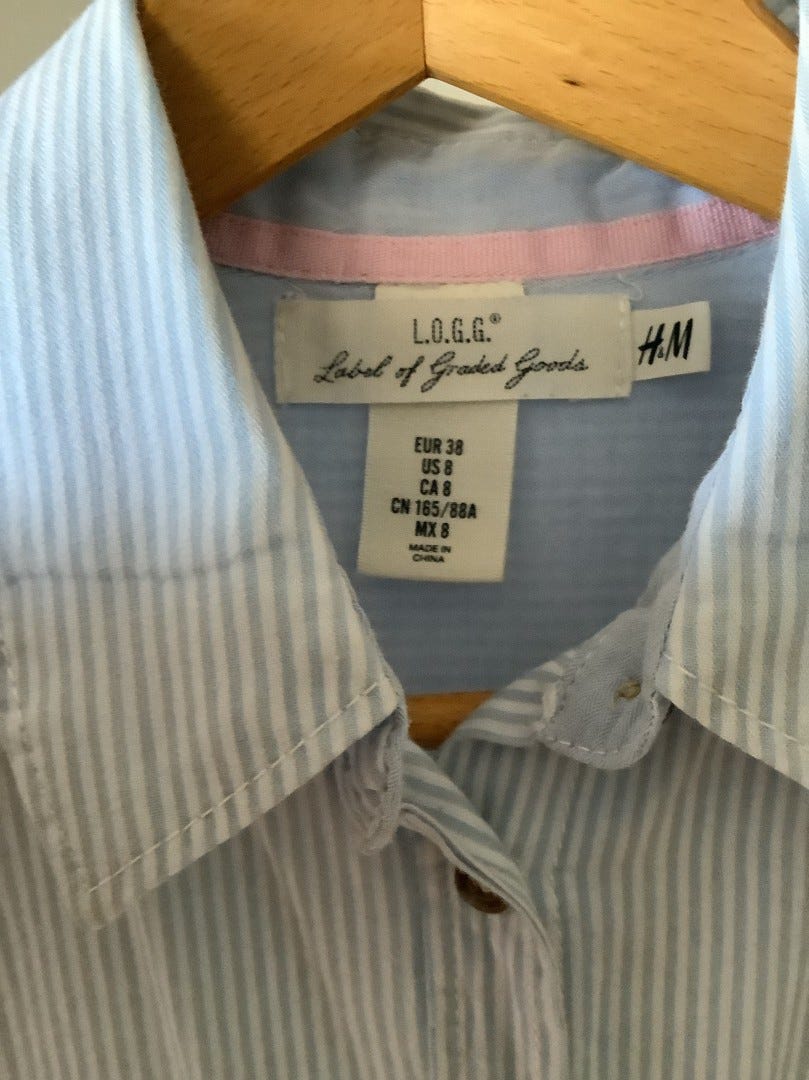 L.O.G.G.®
Label of Graded Goods
H&M
EUR 38
US 8
CA 8
CN 165/88A
MX 8
MADE IN
CHINA